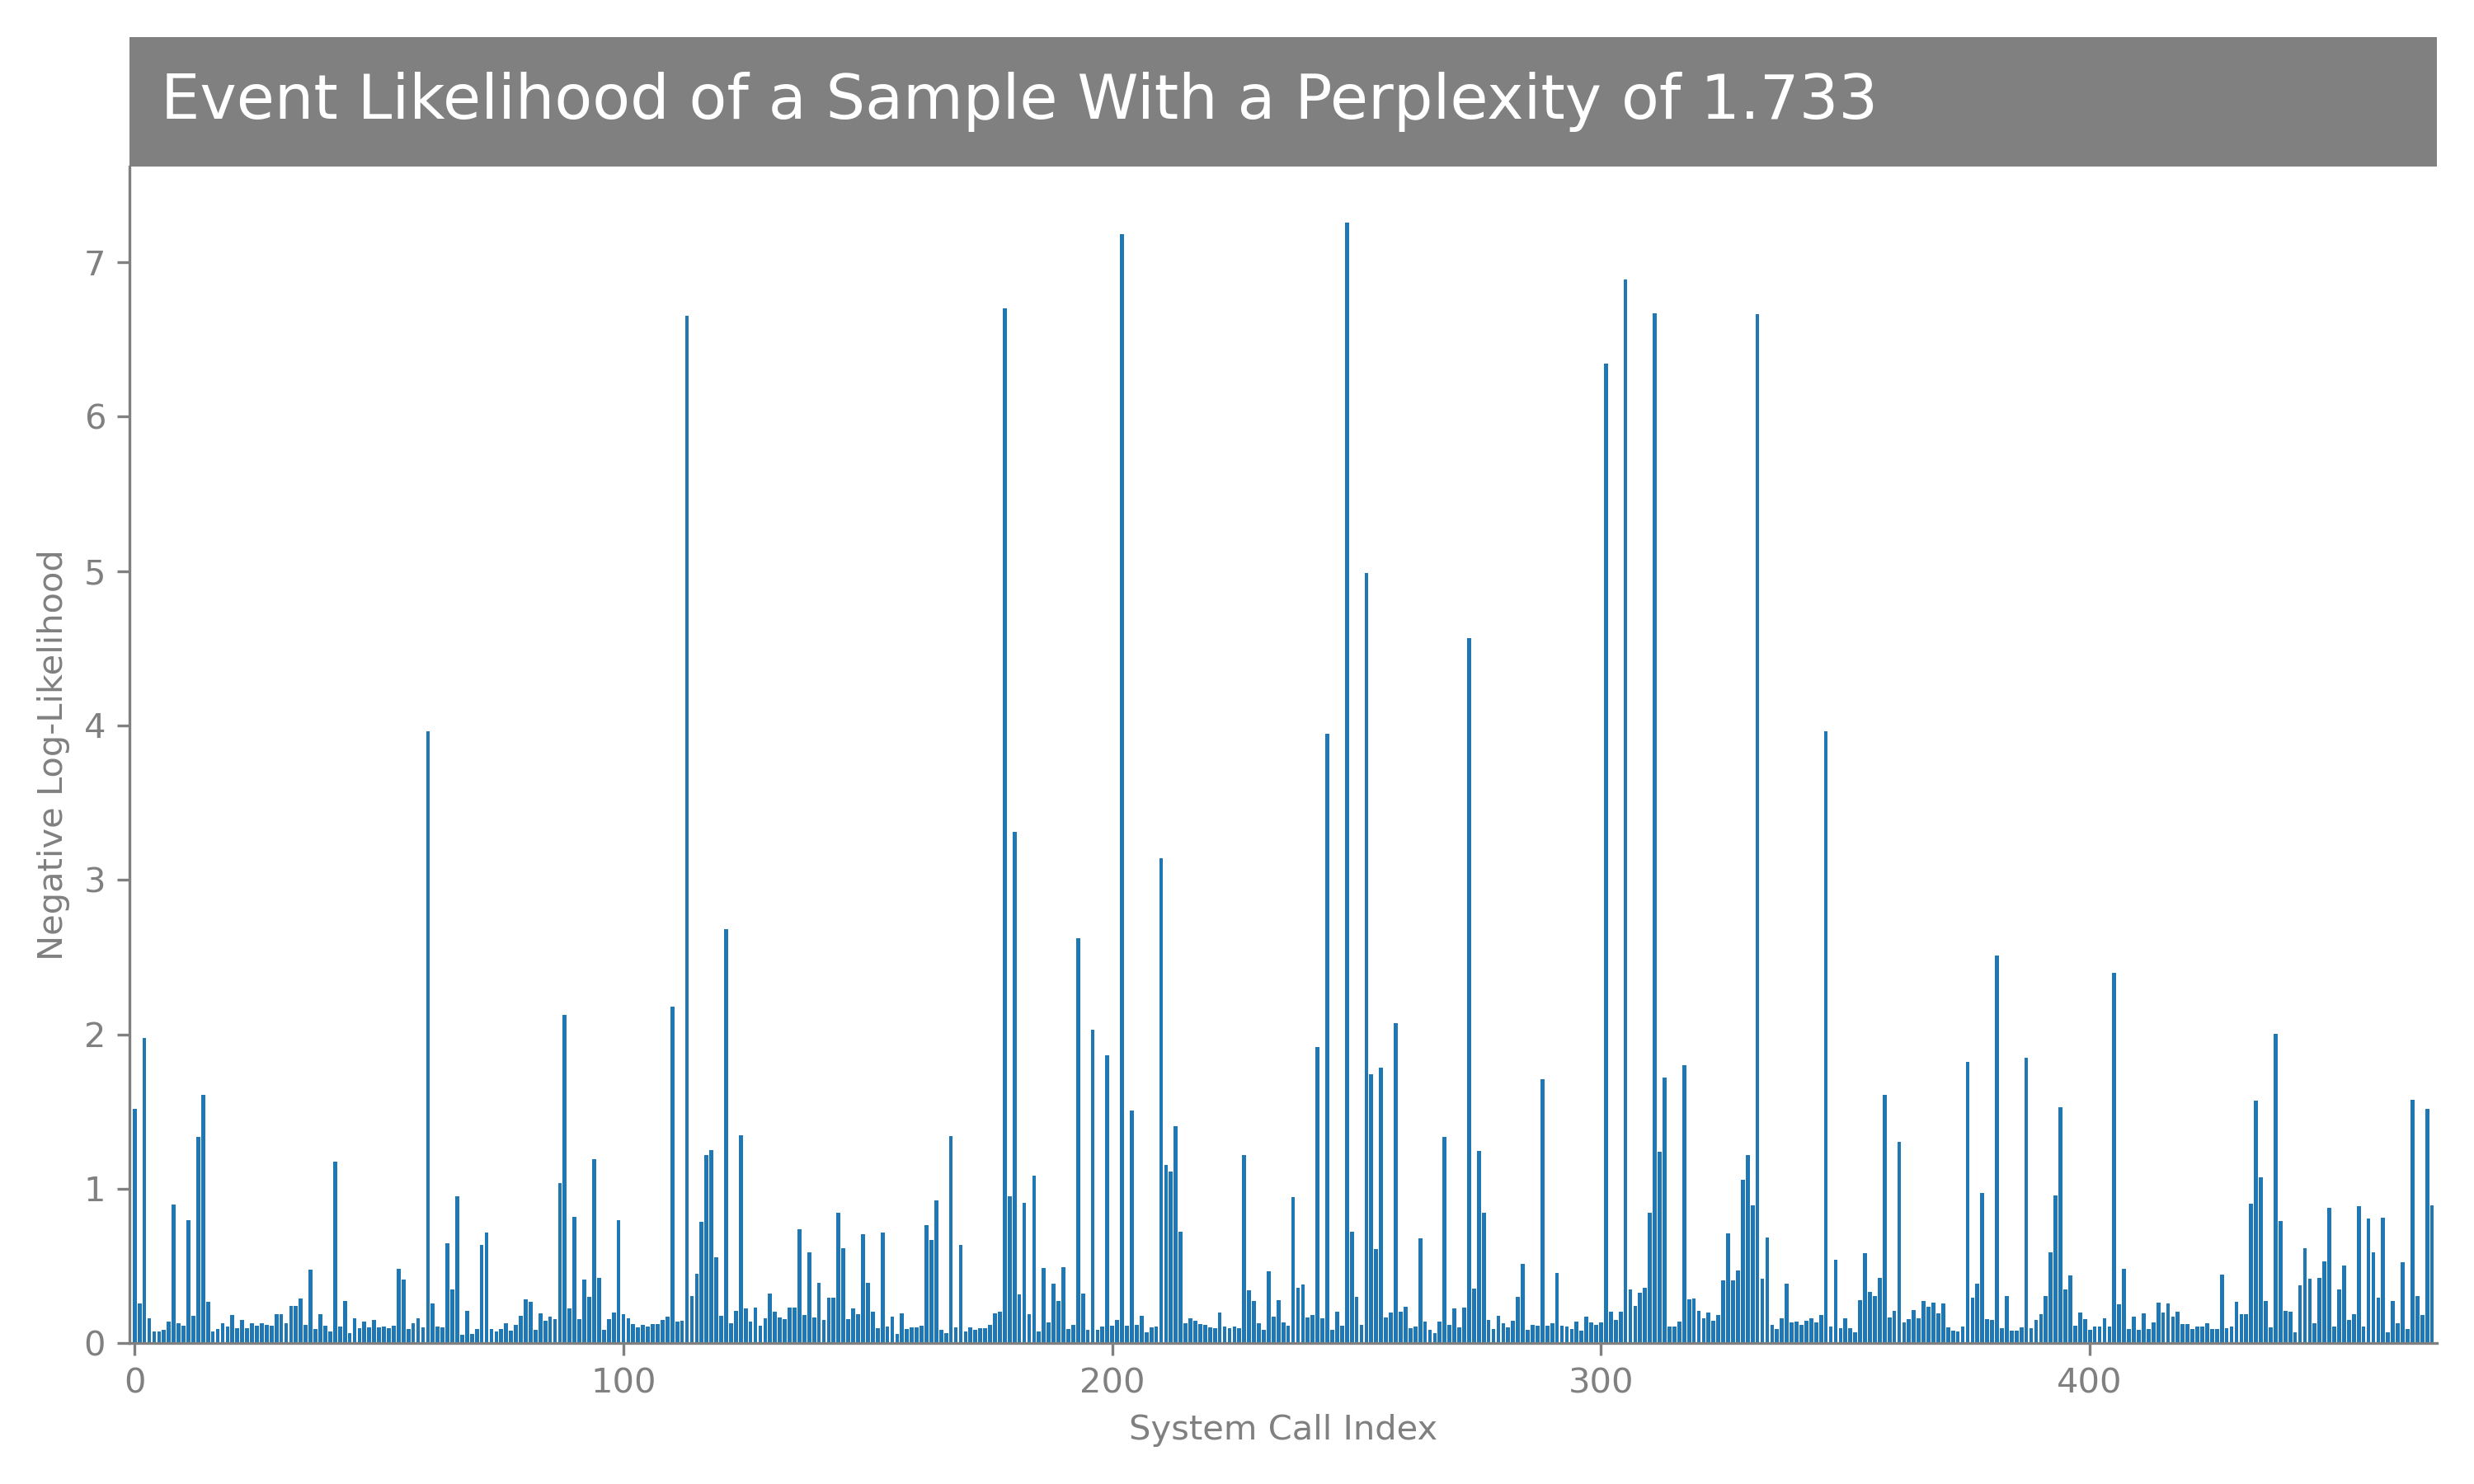 Event Likelihood of a Sample With a Perplexity of 1.733
Negative Log-Likelihood
7
6
5
4
3
2
1
0
0 100 200 300 400
System Call Index